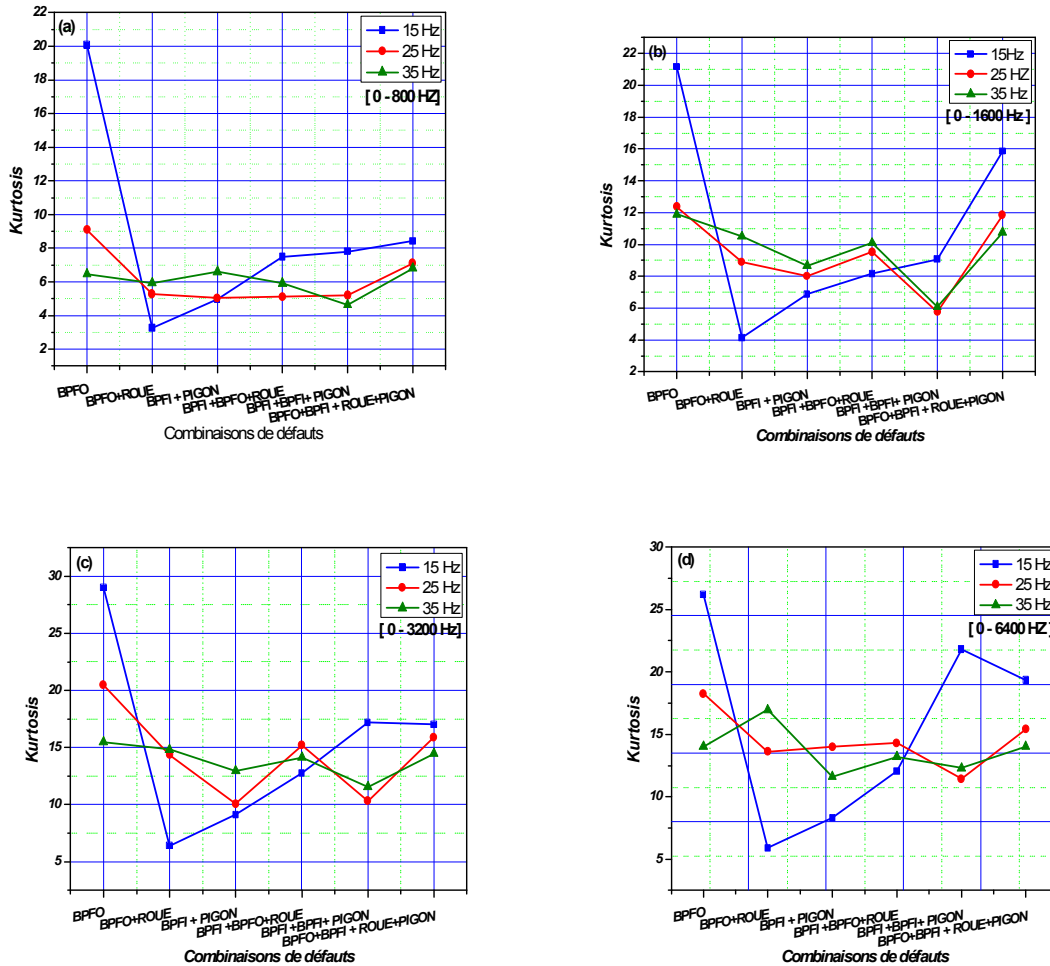 (a)
15 Hz
25 Hz
35 Hz
[ 0 - 800 HZ]
22
20
18
16
14
12
10
8
6
4
2
Kurtosis
BPFO
BPFO+ROUE
BPFI + PIGON
BPFI +BPFO+ROUE
BPFI +BPFI+ PIGON
BPFO+BPFI + ROUE+PIGON
Combinaisons de défauts
(b)
15Hz
25 HZ
35 Hz
[ 0 - 1600 Hz ]
22
20
18
16
14
12
10
8
6
4
2
Kurtosis
BPFO
BPFO+ROUE
BPFI + PIGON
BPFI +BPFO+ROUE
BPFI +BPFI+ PIGON
BPFO+BPFI + ROUE+PIGON
Combinaisons de défauts
(c)
15 Hz
25 Hz
35 Hz
[ 0 - 3200 Hz]
30
25
20
15
10
5
Kurtosis
BPFO
BPFO+ROUE
BPFI + PIGON
BPFI +BPFO+ROUE
BPFI +BPFI+ PIGON
BPFO+BPFI + ROUE+PIGON
Combinaisons de défauts
(d)
15 Hz
25 Hz
35 Hz
[ 0 - 6400 HZ ]
30
25
20
15
10
5
Kurtosis
BPFO
BPFO+ROUE
BPFI + PIGON
BPFI +BPFO+ROUE
BPFI +BPFI+ PIGON
BPFO+BPFI + ROUE+PIGON
Combinaisons de défauts